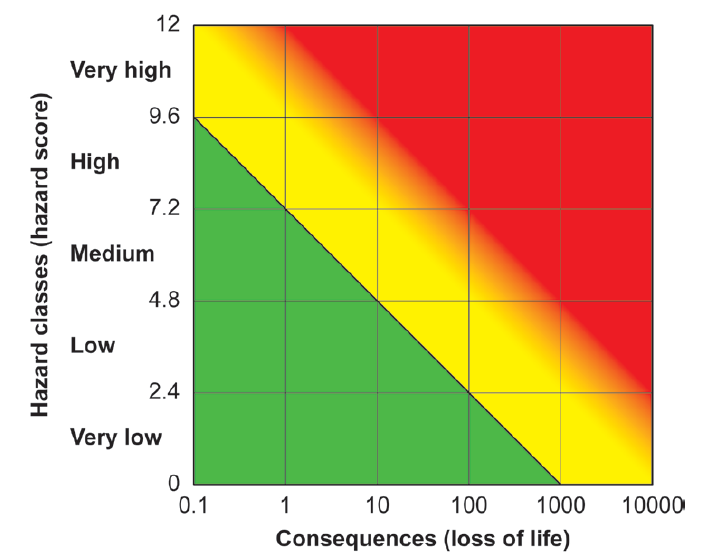 12
Very high
9.6
High
7.2
Medium
4.8
Low
2.4
Very low
0
Hazard classes (hazard score)
0.1 1 10 100 1000 10000
Consequences (loss of life)